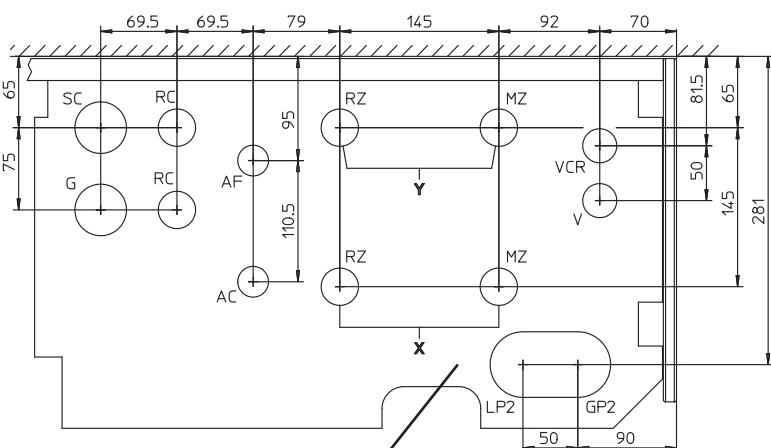 69.5 69.5 79 145 92 70
65 95 81.5 65
SC RC RZ MZ
75 AF VCR 50
G RC Y V
110.5 145 281
AC RZ MZ
X
LP2 GP2
50 90